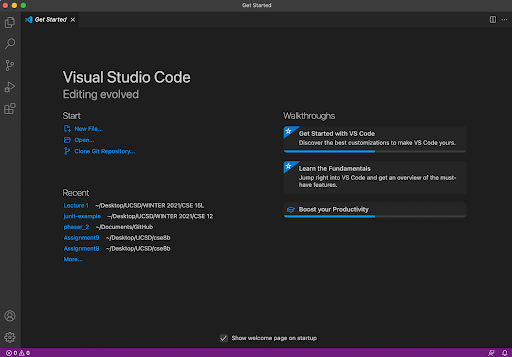 Get Started
Get Started
Visual Studio Code
Editing evolved
Start
New File...
Open...
Clone Git Repository...
Recent
Lecture 1 ~/Desktop/UCSD/WINTER 2021/CSE 15L
junit-example ~/Desktop/UCSD/WINTER 2021/CSE 12
phaser_2 ~/Documents/GitHub
Assignment9 ~/Desktop/UCSD/cse8b
Assignment8 ~/Desktop/UCSD/cse8b
More...
Walkthroughs
Get Started with VS Code
Discover the best customizations to make VS Code yours.
Learn the Fundamentals
Jump right into VS Code and get an overview of the must-
have features.
Boost your Productivity
Show welcome page on startup
0 0